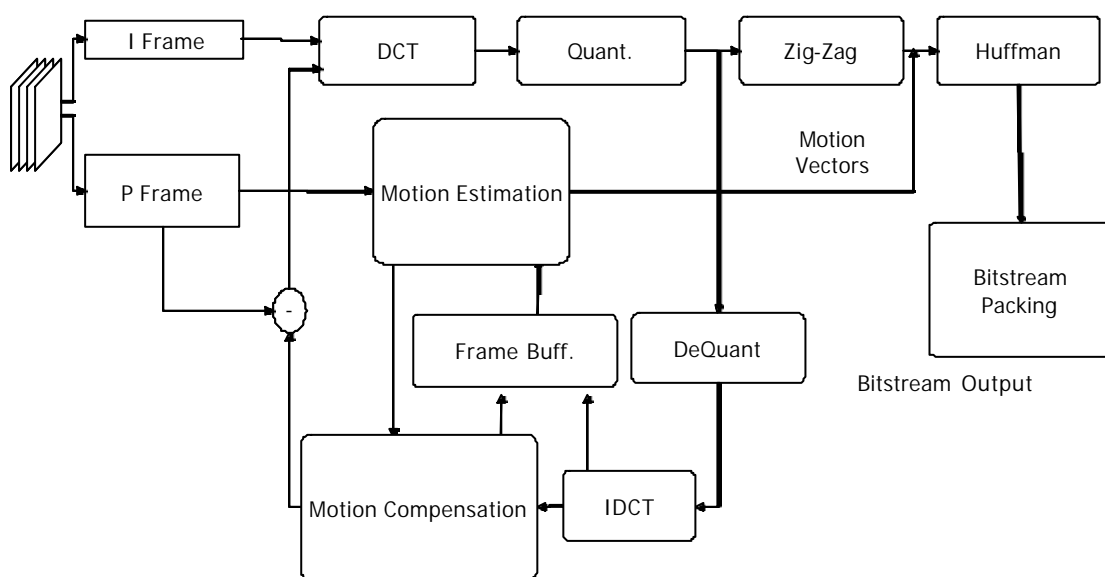 I Frame
DCT
Quant.
Zig-Zag
Huffman
Motion
Vectors
P Frame
Motion Estimation
Bitstream
Packing
Frame Buff.
DeQuant
Bitstream Output
Motion Compensation
IDCT
-